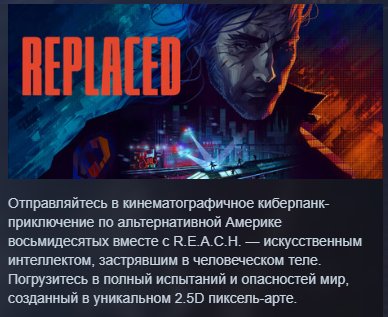 REPLACED
Отправляйтесь в кинематографичное киберпанк-
приключение по альтернативной Америке
восьмидесятых вместе с R.E.A.C.H. — искусственным
интеллектом, застрявшим в человеческом теле.
Погрузитесь в полный испытаний и опасностей мир,
созданный в уникальном 2.5D пиксель-арте.